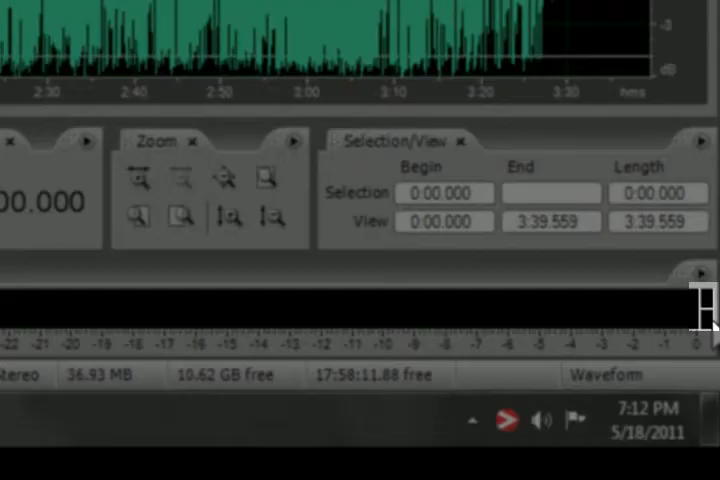 -3
dB
2:30 2:40 2:50 3:00 3:10 3:20 3:30 hms
Zoom Selection/View
Begin End Length
Selection 0:00.000 0:00.000
View 0:00.000 3:39.559 3:39.559
00.000
-22 -21 -20 -19 -18 -17 -16 -15 -14 -13 -12 -11 -10 -9 -8 -7 -6 -5 -4 -3 -2 -1 0
Stereo 36.93 MB 10.62 GB free 17:58:11.88 free Waveform
7:12 PM
5/18/2011